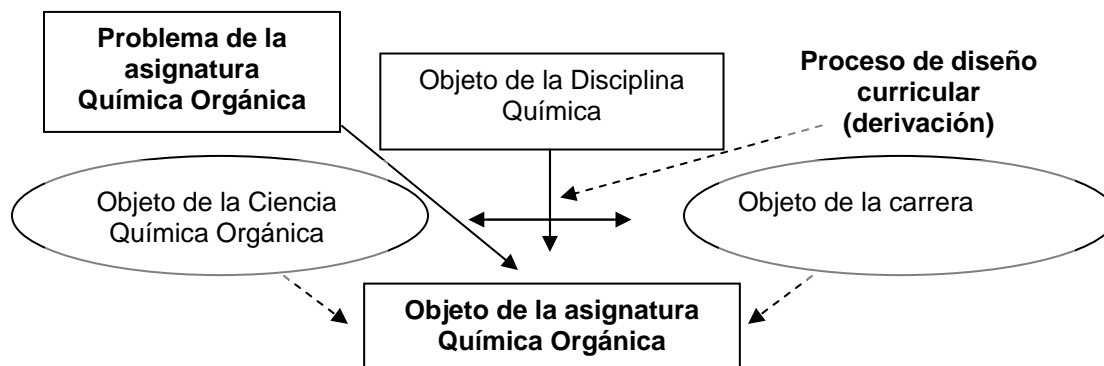 Problema de la
asignatura
Química Orgánica
Objeto de la Disciplina
Química
Proceso de diseño
curricular
(derivación)
Objeto de la Ciencia
Química Orgánica
Objeto de la carrera
Objeto de la asignatura
Química Orgánica